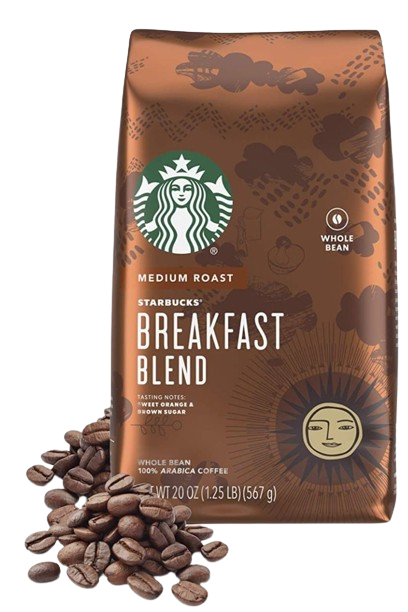 ®
WHOLE
BEAN
MEDIUM ROAST
STARBUCKS®
BREAKFAST
BLEND
TASTING NOTES:
SWEET ORANGE &
BROWN SUGAR
WHOLE BEAN
100% ARABICA COFFEE
WT 20 OZ (1.25 LB) (567 g)